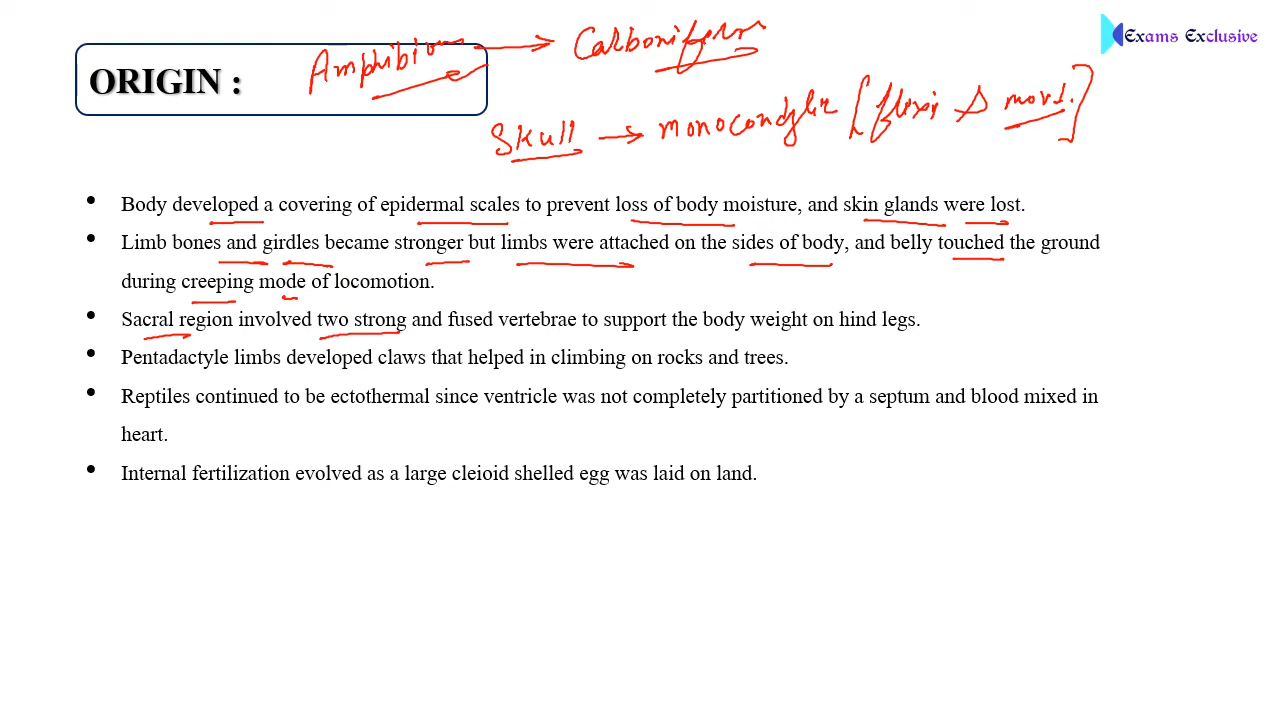 Amphibian → Carboniferous
Exams Exclusive
ORIGIN :
Skull → monocondylic [flexi & movt.]
• Body developed a covering of epidermal scales to prevent loss of body moisture, and skin glands were lost.
• Limb bones and girdles became stronger but limbs were attached on the sides of body, and belly touched the ground
during creeping mode of locomotion.
• Sacral region involved two strong and fused vertebrae to support the body weight on hind legs.
• Pentadactyle limbs developed claws that helped in climbing on rocks and trees.
• Reptiles continued to be ectothermal since ventricle was not completely partitioned by a septum and blood mixed in
heart.
• Internal fertilization evolved as a large cleioid shelled egg was laid on land.